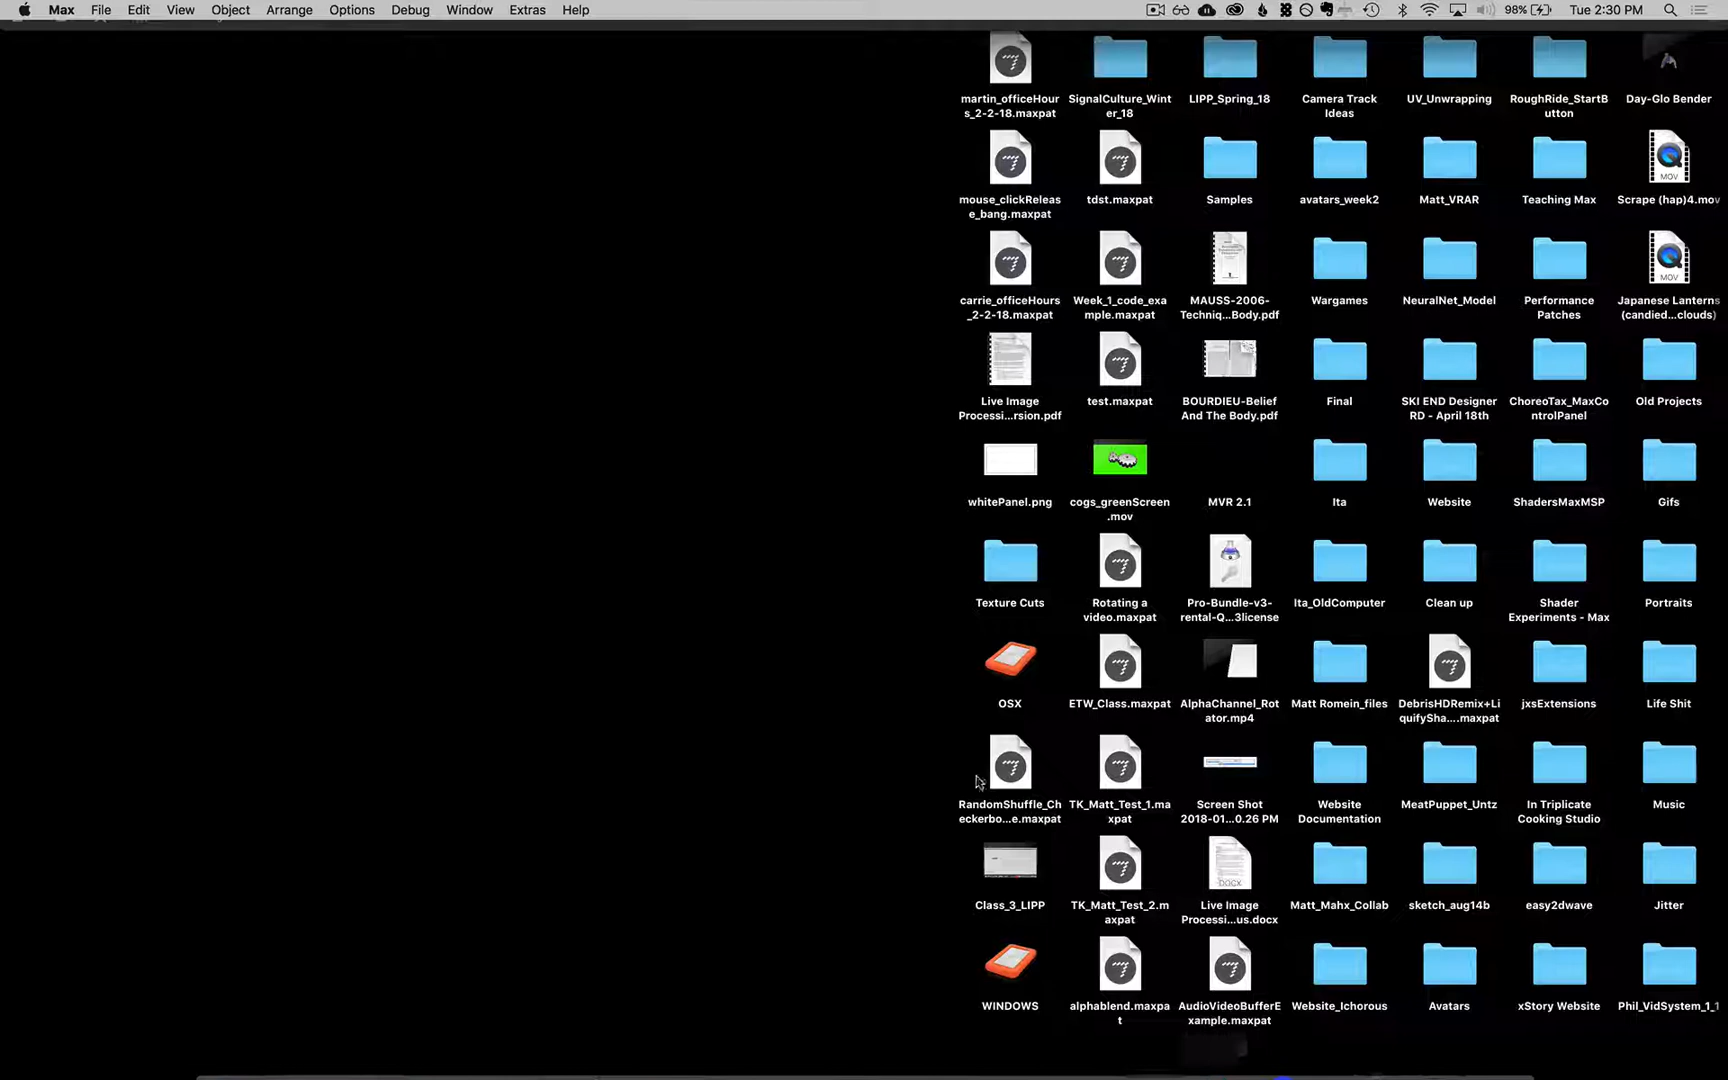 Max File Edit View Object Arrange Options Debug Window Extras Help 98% Tue 2:30 PM
martin_officeHour
s_2-2-18.maxpat
SignalCulture_Wint
er_18
LIPP_Spring_18
Camera Track
Ideas
UV_Unwrapping
RoughRide_StartB
utton
Day-Glo Bender
mouse_clickReleas
e_bang.maxpat
tdst.maxpat
Samples
avatars_week2
Matt_VRAR
Teaching Max
MOV
Scrape (hap)4.mov
carrie_officeHours
_2-2-18.maxpat
Week_1_code_exa
mple.maxpat
MAUSS-2006-
Techniq...Body.pdf
Wargames
NeuralNet_Model
Performance
Patches
MOV
Japanese Lanterns
(candied...clouds)
Live Image
Processi...rsion.pdf
test.maxpat
BOURDIEU-Belief
And The Body.pdf
Final
SKI END Designer
RD - April 18th
ChoreoTax_MaxCo
ntrolPanel
Old Projects
whitePanel.png
cogs_greenScreen
.mov
MVR 2.1
Ita
Website
ShadersMaxMSP
Gifs
Texture Cuts
Rotating a
video.maxpat
Pro-Bundle-v3-
rental-Q...3license
Ita_OldComputer
Clean up
Shader
Experiments - Max
Portraits
OSX
ETW_Class.maxpat
AlphaChannel_Rot
ator.mp4
Matt Romein_files
DebrisHDRemix+Li
quifySha....maxpat
jxsExtensions
Life Shit
RandomShuffle_Ch
eckerbo...e.maxpat
TK_Matt_Test_1.ma
xpat
Screen Shot
2018-01...0.26 PM
Website
Documentation
MeatPuppet_Untz
In Triplicate
Cooking Studio
Music
Class_3_LIPP
TK_Matt_Test_2.m
axpat
DOCX
Live Image
Processi...us.docx
Matt_Mahx_Collab
sketch_aug14b
easy2dwave
Jitter
WINDOWS
alphablend.maxpa
t
AudioVideoBufferE
xample.maxpat
Website_Ichorous
Avatars
xStory Website
Phil_VidSystem_1_1